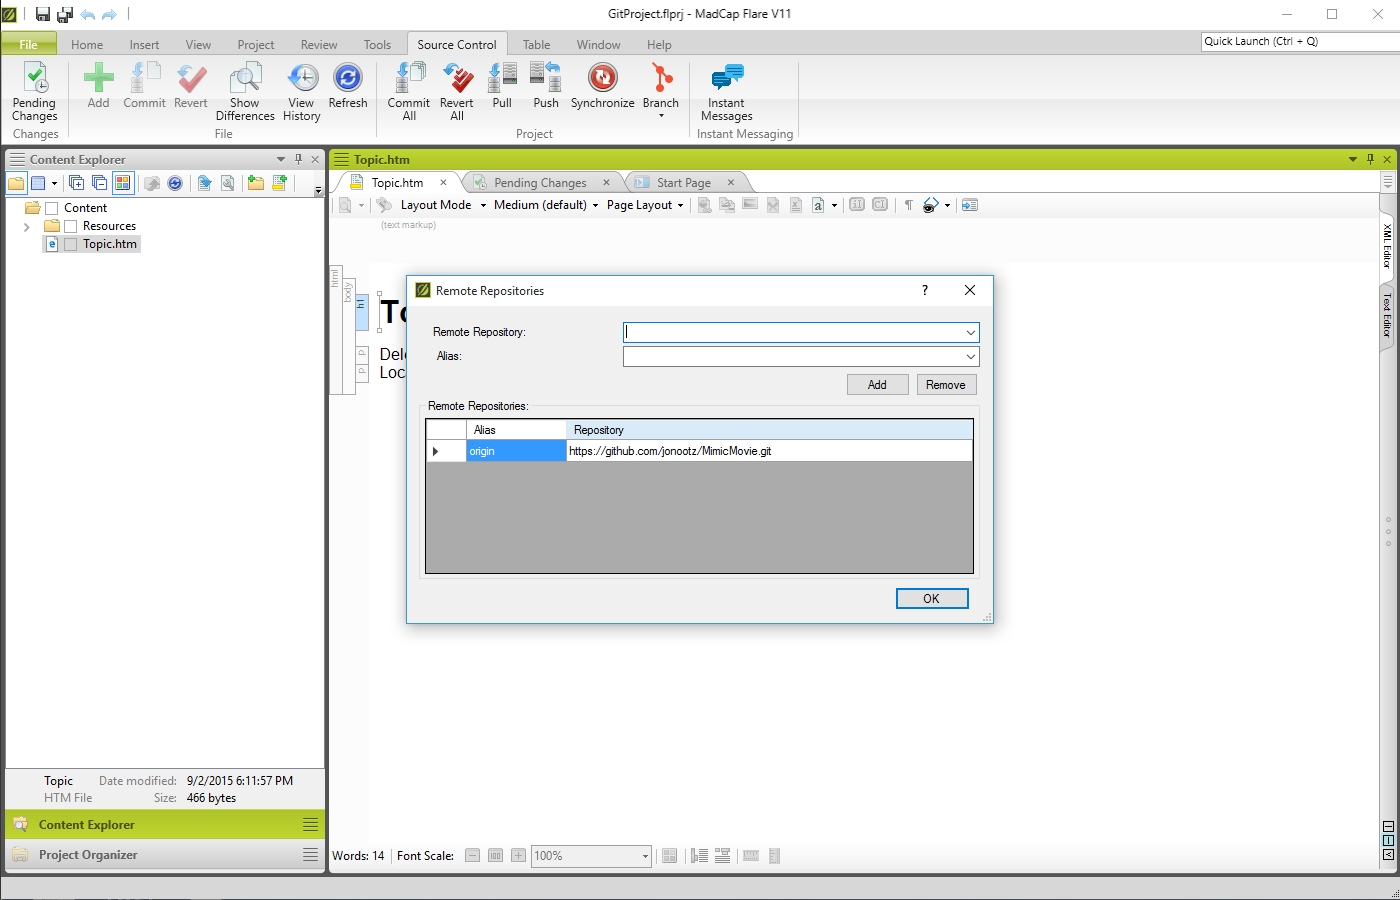 GitProject.flprj - MadCap Flare V11
File Home Insert View Project Review Tools Source Control Table Window Help
Quick Launch (Ctrl + Q)
Pending Changes
Add
Commit
Revert
Show Differences
View History
Refresh
Commit All
Revert All
Pull
Push
Synchronize
Branch
Instant Messages
Changes
File
Project
Instant Messaging
Content Explorer
Content
Resources
Topic.htm
Topic.htm
Topic.htm
Pending Changes
Start Page
Layout Mode
Medium (default)
Page Layout
a
(text markup)
html
body
h1
p
p
To
Del
Loc
XML Editor
Text Editor
Remote Repositories
?
Remote Repository:
Alias:
Add
Remove
Remote Repositories:
Alias Repository
origin https://github.com/jonootz/MimicMovie.git
OK
Topic Date modified: 9/2/2015 6:11:57 PM
HTM File Size: 466 bytes
Content Explorer
Project Organizer
Words: 14 Font Scale: 100%